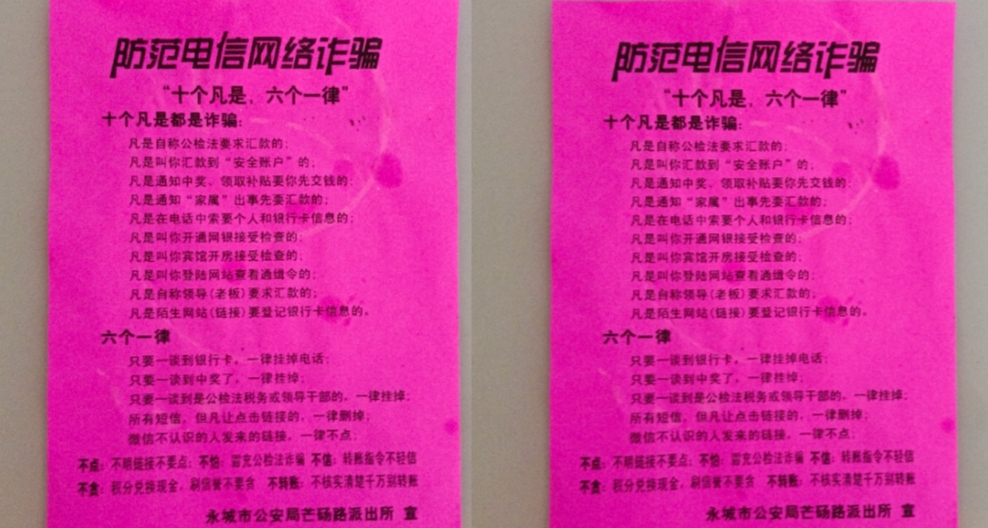 防范电信网络诈骗
“十个凡是，六个一律”
十个凡是都是诈骗：
凡是自称公检法要求汇款的；
凡是叫你汇款到“安全账户”的；
凡是通知中奖，领取补贴要你先交钱的；
凡是通知“家属”出事先要汇款的；
凡是在电话中索要个人和银行卡信息的；
凡是叫你开通网银接受检查的；
凡是叫你宾馆开房接受检查的；
凡是叫你登陆网站查看通缉令的；
凡是自称领导（老板）要求汇款的；
凡是陌生网站（链接）要登记银行卡信息的。
六个一律
只要一谈到银行卡，一律挂掉电话；
只要一谈到中奖了，一律挂掉；
只要一谈到是公检法税务或领导干部的，一律挂掉；
所有短信，但凡让点击链接的，一律删掉；
微信不认识的人发来的链接，一律不点；
不点：不明链接不要点；不怕：冒充公检法诈骗 不信：转账指令不轻信
不贪：积分兑换现金，刷信誉不要贪 不转账：不核实清楚千万别转账
永城市公安局芒砀路派出所 宣
防范电信网络诈骗
“十个凡是，六个一律”
十个凡是都是诈骗：
凡是自称公检法要求汇款的；
凡是叫你汇款到“安全账户”的；
凡是通知中奖，领取补贴要你先交钱的；
凡是通知“家属”出事先要汇款的；
凡是在电话中索要个人和银行卡信息的；
凡是叫你开通网银接受检查的；
凡是叫你宾馆开房接受检查的；
凡是叫你登陆网站查看通缉令的；
凡是自称领导（老板）要求汇款的；
凡是陌生网站（链接）要登记银行卡信息的。
六个一律
只要一谈到银行卡，一律挂掉电话；
只要一谈到中奖了，一律挂掉；
只要一谈到是公检法税务或领导干部的，一律挂掉；
所有短信，但凡让点击链接的，一律删掉；
微信不认识的人发来的链接，一律不点；
不点：不明链接不要点；不怕：冒充公检法诈骗 不信：转账指令不轻信
不贪：积分兑换现金，刷信誉不要贪 不转账：不核实清楚千万别转账
永城市公安局芒砀路派出所 宣